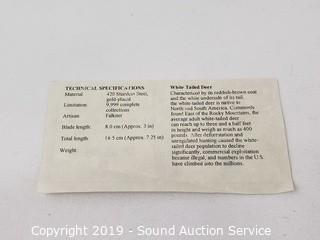 TECHNICAL SPECIFICATIONS
Material 420 Stainless Steel,
gold-plated
Limitation: 9,999 complete
collections
Artisan Falkner
Blade length: 8.0 cm (Approx. 3 in)
Total length 18.5 cm (Approx. 7.25 in)
Weight
White Tailed Deer
Characterized by its reddish-brown coat
and the white underside of its tail,
the white-tailed deer is native to
North and South America. Commonly
found East of the Rocky Mountains, the
average adult white-tailed deer
can reach up to three and a half feet
in height and weigh as much as 400
pounds. After deforestation and
unregulated hunting caused the white-
tailed deer population to decline
significantly, commercial exploitation
became illegal, and numbers in the U.S.
have climbed into the millions.
Copyright 2019 - Sound Auction Service